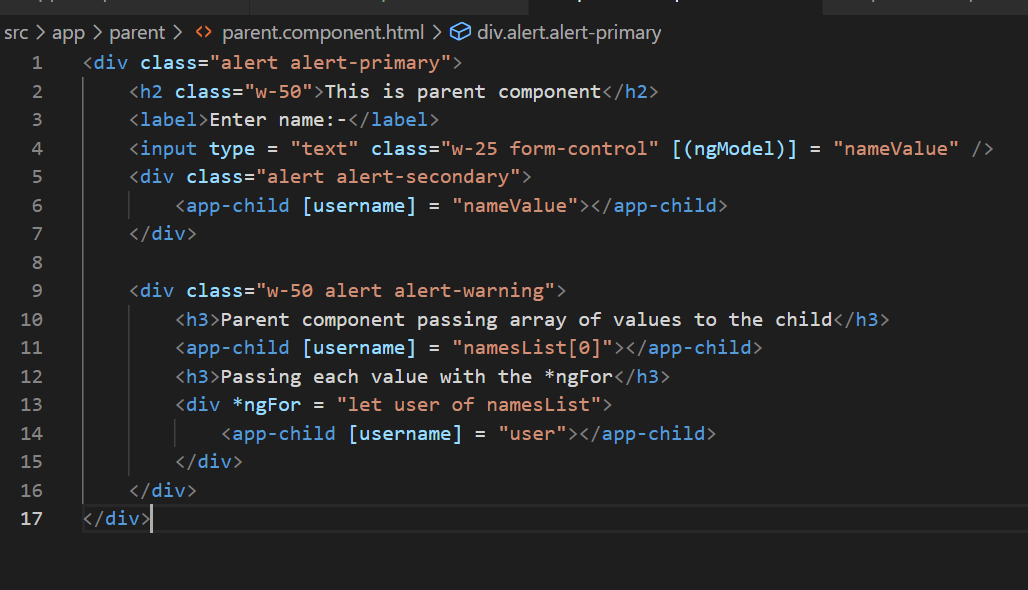 src > app > parent > <> parent.component.html > div.alert.alert-primary
1 <div class="alert alert-primary">
2     <h2 class="w-50">This is parent component</h2>
3     <label>Enter name:-</label>
4     <input type = "text" class="w-25 form-control" [(ngModel)] = "nameValue" />
5     <div class="alert alert-secondary">
6         <app-child [username] = "nameValue"></app-child>
7     </div>
8
9     <div class="w-50 alert alert-warning">
10         <h3>Parent component passing array of values to the child</h3>
11         <app-child [username] = "namesList[0]"></app-child>
12         <h3>Passing each value with the *ngFor</h3>
13         <div *ngFor = "let user of namesList">
14             <app-child [username] = "user"></app-child>
15         </div>
16     </div>
17 </div>